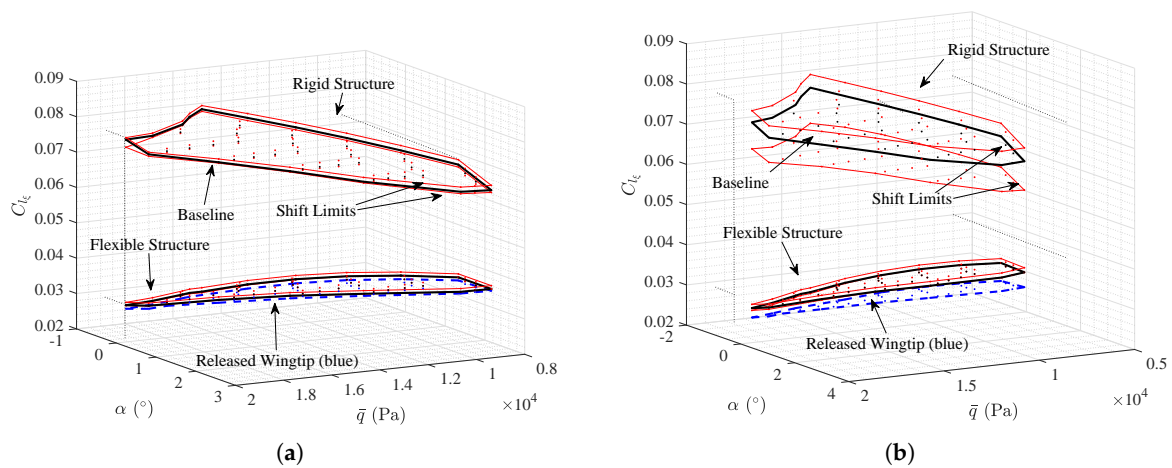 0.09
0.08
0.07
0.06
0.05
0.04
0.03
0.02
C_{l_ξ}
-1
0
1
2
3
α (°)
2
1.8
1.6
1.4
1.2
1
0.8
×10^4
q̄ (Pa)
Rigid Structure
Baseline
Shift Limits
Flexible Structure
Released Wingtip (blue)
(a)
0.09
0.08
0.07
0.06
0.05
0.04
0.03
0.02
C_{l_ξ}
-2
0
2
4
α (°)
2
1.5
1
0.5
×10^4
q̄ (Pa)
Rigid Structure
Baseline
Shift Limits
Flexible Structure
Released Wingtip (blue)
(b)